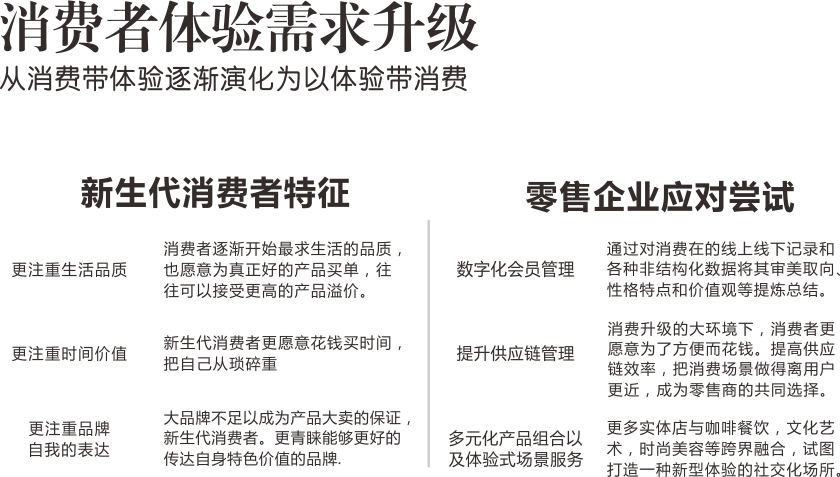 消费者体验需求升级
从消费带体验逐渐演化为以体验带消费
新生代消费者特征
更注重生活品质
消费者逐渐开始最求生活的品质，
也愿意为真正好的产品买单，往
往可以接受更高的产品溢价。
更注重时间价值
新生代消费者更愿意花钱买时间，
把自己从琐碎重
更注重品牌
自我的表达
大品牌不足以成为产品大卖的保证，
新生代消费者。更青睐能够更好的
传达自身特色价值的品牌.
零售企业应对尝试
数字化会员管理
通过对消费在的线上线下记录和
各种非结构化数据将其审美取向、
性格特点和价值观等提炼总结。
提升供应链管理
消费升级的大环境下，消费者更
愿意为了方便而花钱。提高供应
链效率，把消费场景做得离用户
更近，成为零售商的共同选择。
多元化产品组合以
及体验式场景服务
更多实体店与咖啡餐饮，文化艺
术，时尚美容等跨界融合，试图
打造一种新型体验的社交化场所。